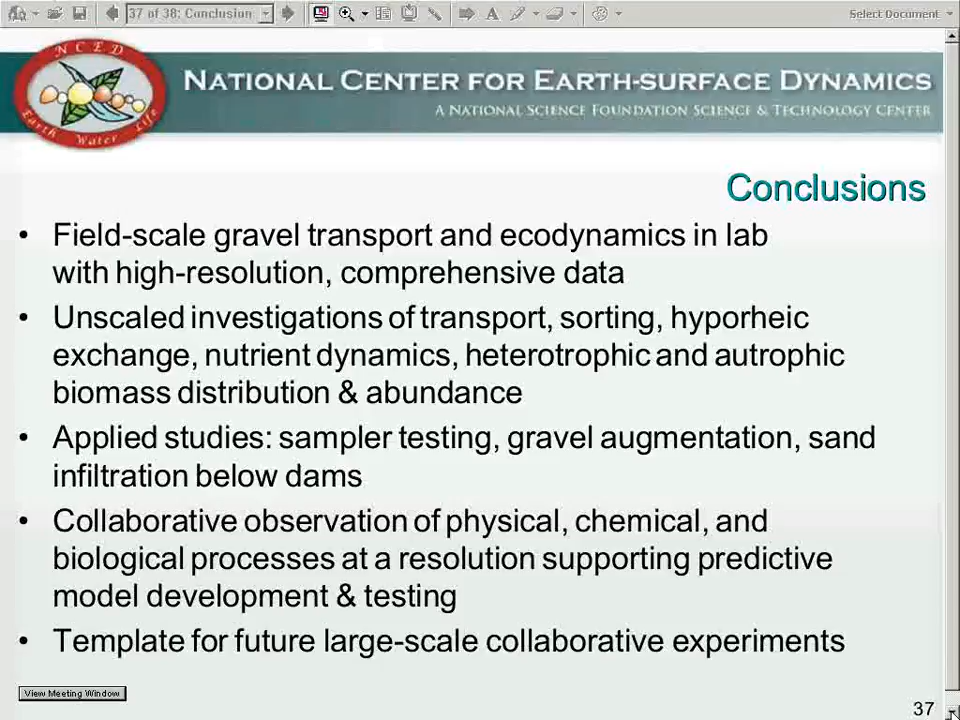 37 of 38: Conclusion
Select Document
N C E D
Earth Water Life
NATIONAL CENTER FOR EARTH-SURFACE DYNAMICS
A NATIONAL SCIENCE FOUNDATION SCIENCE & TECHNOLOGY CENTER
Conclusions
• Field-scale gravel transport and ecodynamics in lab
with high-resolution, comprehensive data
• Unscaled investigations of transport, sorting, hyporheic
exchange, nutrient dynamics, heterotrophic and autrophic
biomass distribution & abundance
• Applied studies: sampler testing, gravel augmentation, sand
infiltration below dams
• Collaborative observation of physical, chemical, and
biological processes at a resolution supporting predictive
model development & testing
• Template for future large-scale collaborative experiments
View Meeting Window
37